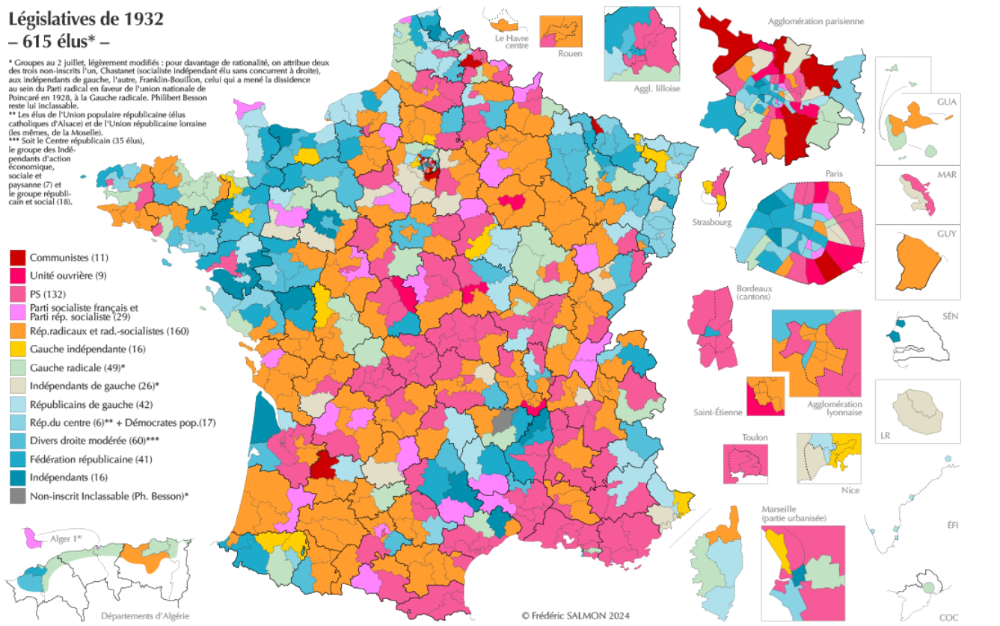 Législatives de 1932
– 615 élus* –
* Groupes au 2 juillet, légèrement modifiés : pour davantage de rationalité, on attribue deux
des trois non-inscrits l'un, Chastanet (socialiste indépendant élu sans concurrent à droite),
aux indépendants de gauche, l'autre, Franklin-Bouillon, celui qui a mené la dissidence
au sein du Parti radical en faveur de l'union nationale de
Poincaré en 1928, à la Gauche radicale. Philibert Besson
reste lui inclassable.
** Les élus de l'Union populaire républicaine (élus
catholiques d'Alsace) et de l'Union républicaine lorraine
(les mêmes, de la Moselle).
*** Soit le Centre républicain (35 élus),
le groupe des Indé-
pendants d'action
économique,
sociale et
paysanne (7) et
le groupe républi-
cain et social (18).
Communistes (11)
Unité ouvrière (9)
PS (132)
Parti socialiste français et
Parti rép. socialiste (29)
Rép.radicaux et rad.-socialistes (160)
Gauche indépendante (16)
Gauche radicale (49)*
Indépendants de gauche (26)*
Républicains de gauche (42)
Rép.du centre (6)** + Démocrates pop.(17)
Divers droite modérée (60)***
Fédération républicaine (41)
Indépendants (16)
Non-inscrit Inclassable (Ph. Besson)*
Alger 1re
Départements d'Algérie
Le Havre
centre
Rouen
Aggl. lilloise
Agglomération parisienne
Strasbourg
Paris
Bordeaux
(cantons)
Saint-Étienne
Agglomération
lyonnaise
Toulon
Nice
Marseille
(partie urbanisée)
GUA
MAR
GUY
SÉN
LR
ÉFI
COC
© Frédéric SALMON 2024